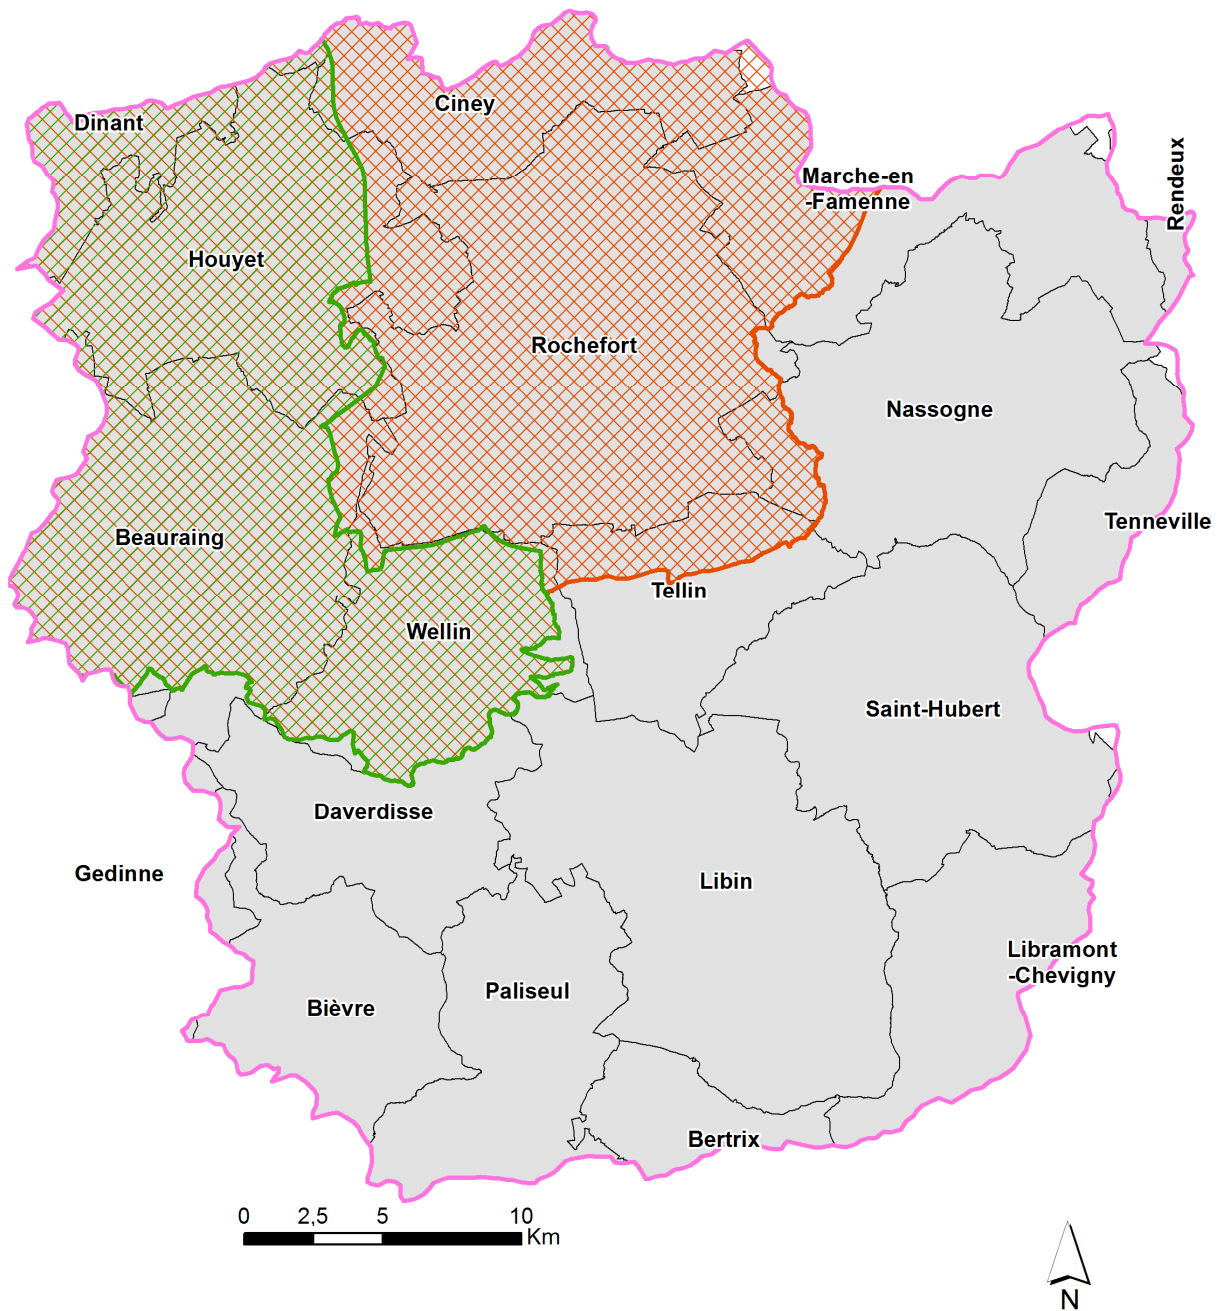 Ciney
Dinant
Rendeux
Marche-en
-Famenne
Houyet
Rochefort
Nassogne
Tenneville
Beauraing
Tellin
Wellin
Saint-Hubert
Daverdisse
Gedinne
Libin
Libramont
-Chevigny
Paliseul
Bièvre
Bertrix
0 2,5 5 10
Km
N